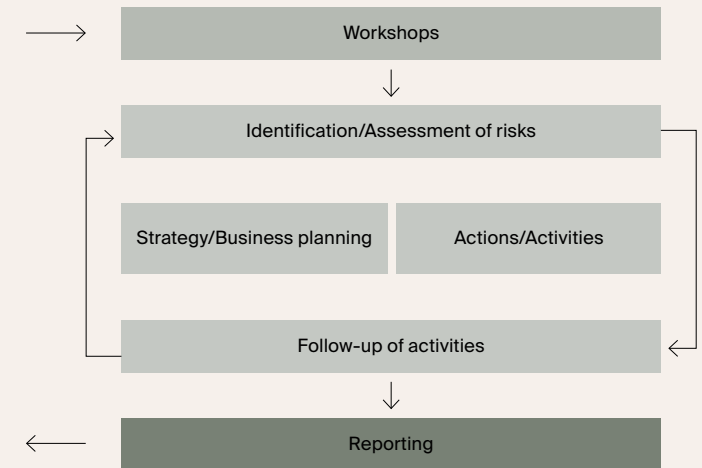 Workshops
Identification/Assessment of risks
Strategy/Business planning
Actions/Activities
Follow-up of activities
Reporting